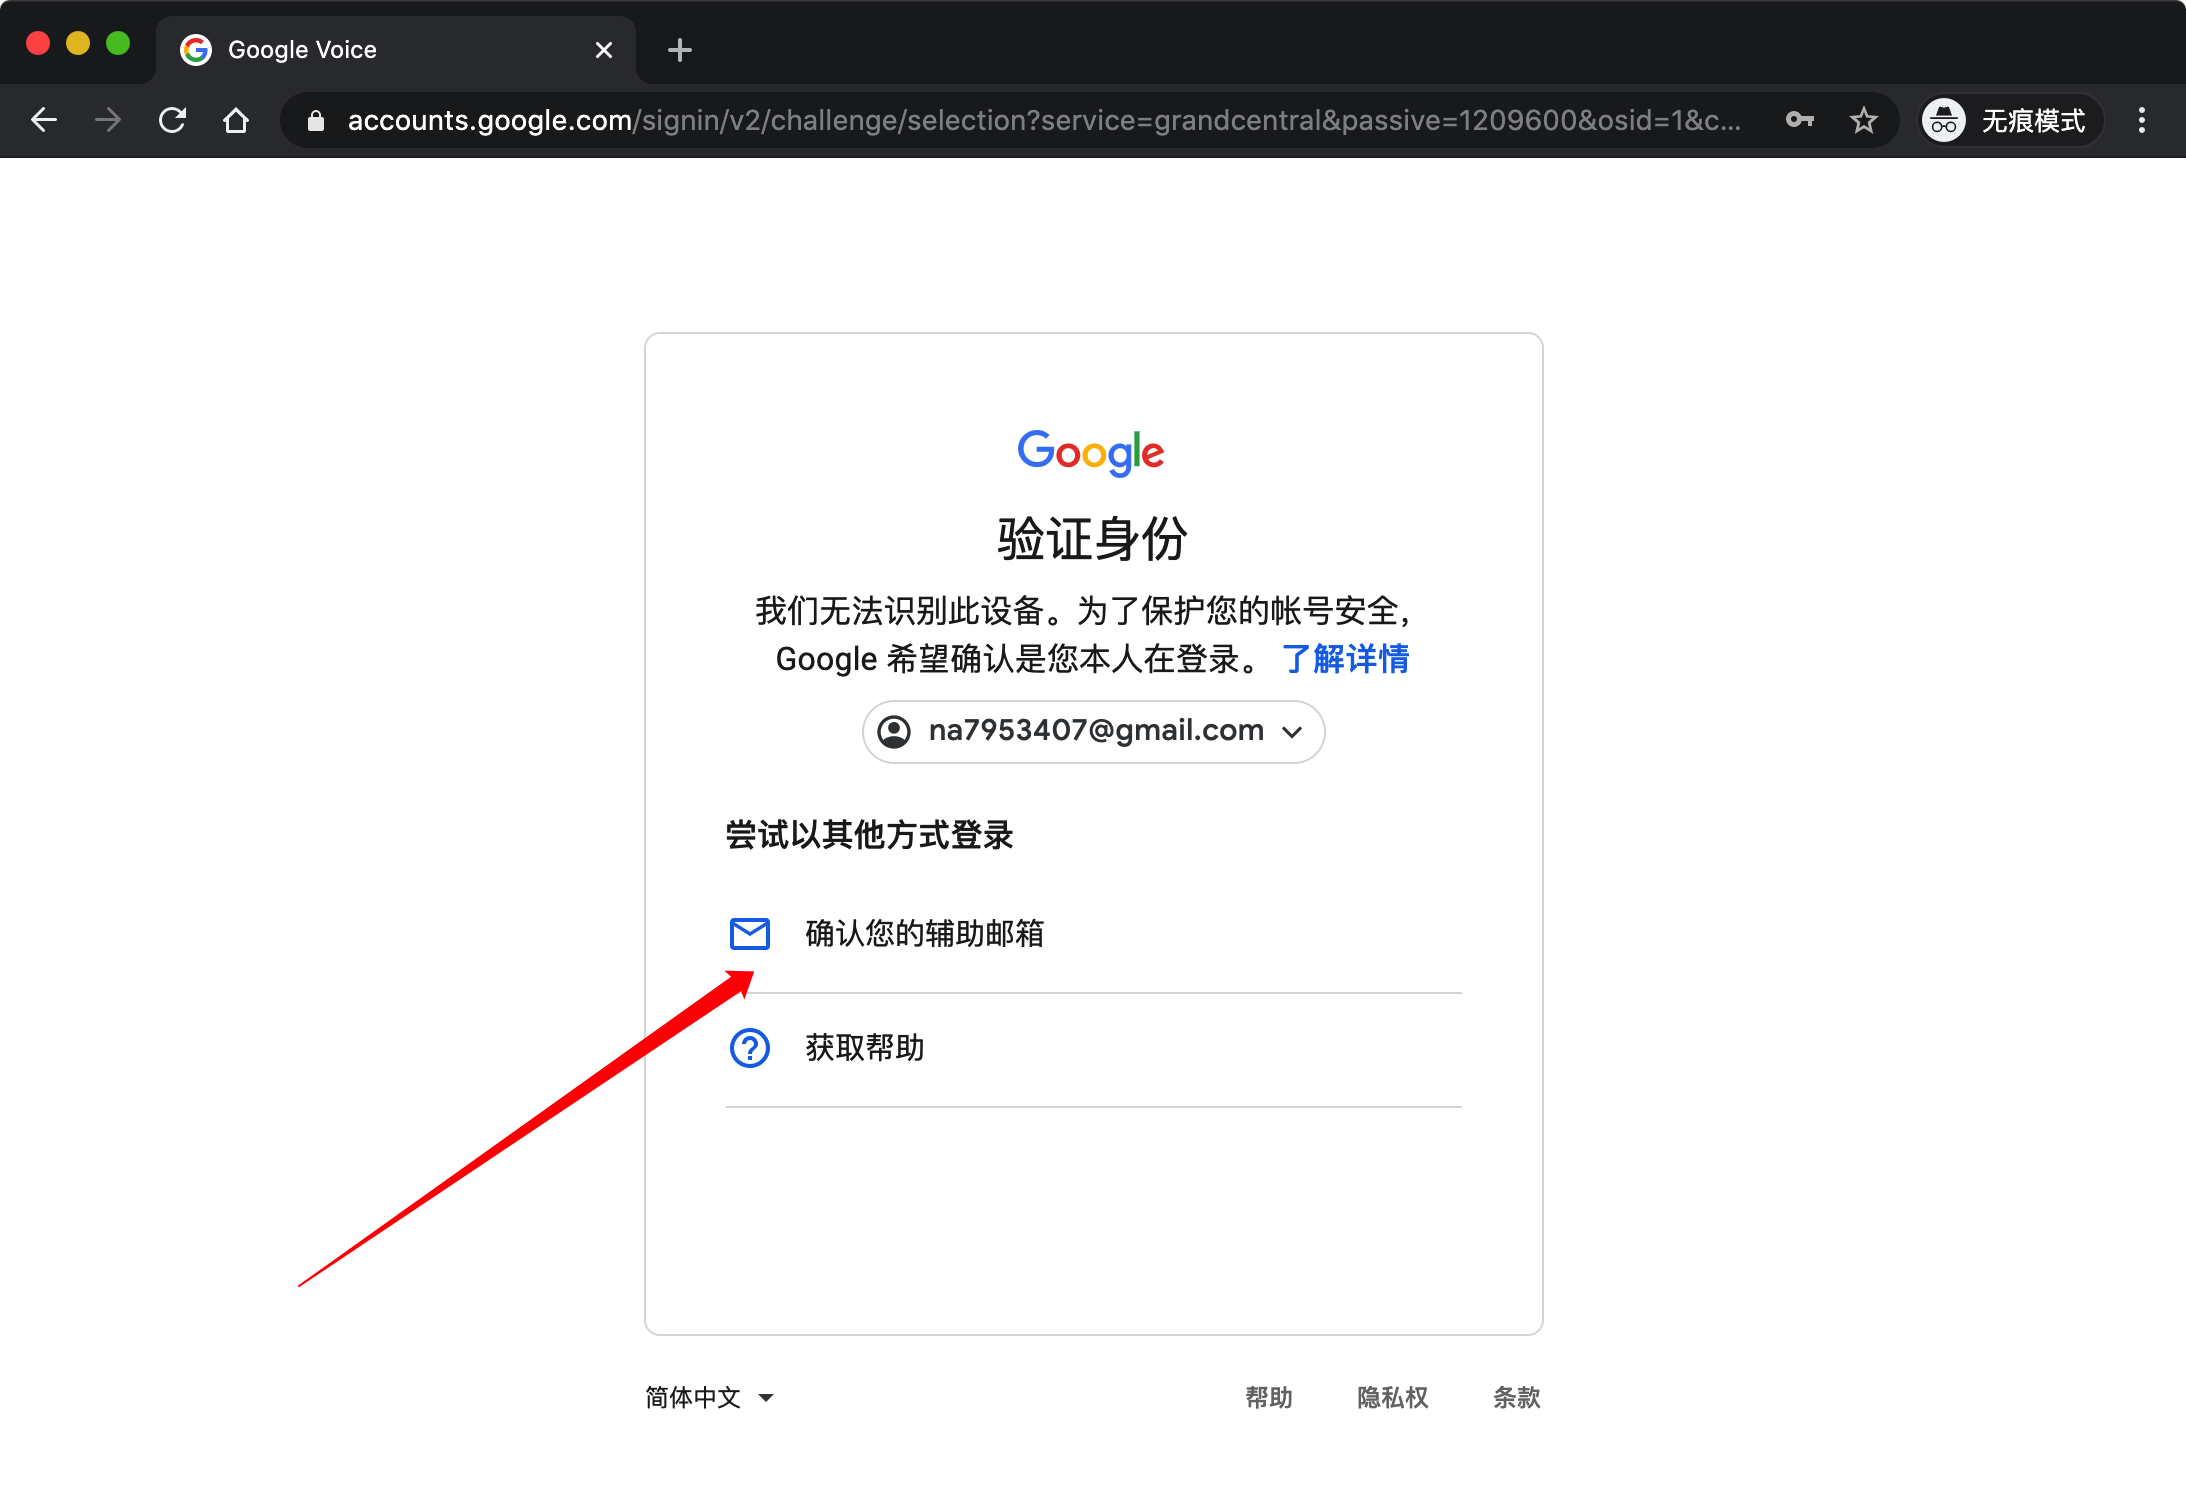 Google Voice
accounts.google.com/signin/v2/challenge/selection?service=grandcentral&passive=1209600&osid=1&c...
无痕模式
Google
验证身份
我们无法识别此设备。为了保护您的帐号安全，
Google 希望确认是您本人在登录。 了解详情
na7953407@gmail.com
尝试以其他方式登录
确认您的辅助邮箱
获取帮助
简体中文
帮助
隐私权
条款